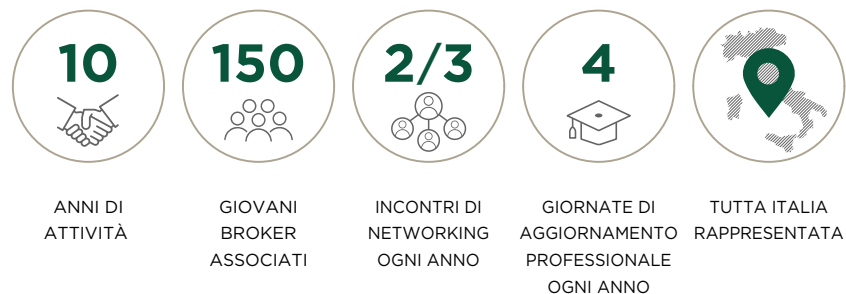 10
ANNI DI
ATTIVITÀ
150
GIOVANI
BROKER
ASSOCIATI
2/3
INCONTRI DI
NETWORKING
OGNI ANNO
4
GIORNATE DI
AGGIORNAMENTO
PROFESSIONALE
OGNI ANNO
TUTTA ITALIA
RAPPRESENTATA